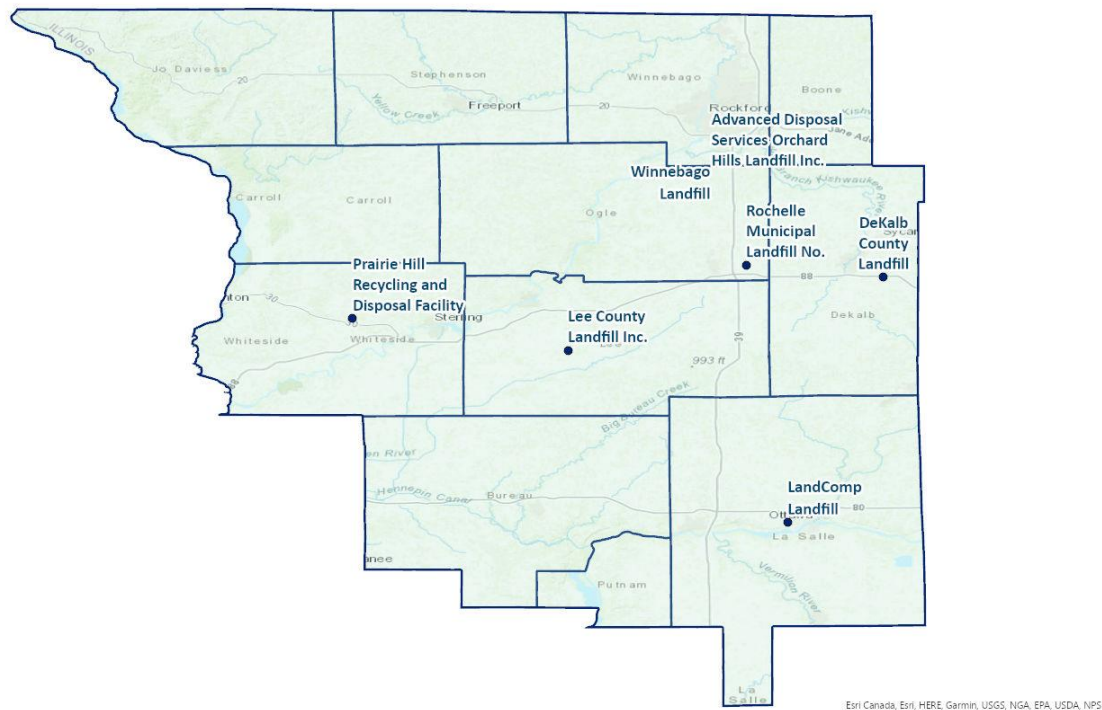 ILLINOIS
Jo Daviess
20
Stephenson
Yellow Creek
Freeport
20
Winnebago
Rockford
Boone
Advanced Disposal
Services Orchard
Hills Landfill Inc.
Winnebago
Landfill
Branch Kishwaukee
Carroll
Carroll
Ogle
Rochelle
Municipal
Landfill No.
DeKalb
County
Landfill
88
Prairie Hill
Recycling and
Disposal Facility
30
30
Sterling
Whiteside
Whiteside
Lee County
Landfill Inc.
Dekalb
39
993 ft
Big Bureau Creek
Hennepin Canal
Bureau
LandComp
Landfill
80
La Salle
Vermilion River
Putnam
La
Salle
Esri Canada, Esri, HERE, Garmin, USGS, NGA, EPA, USDA, NPS